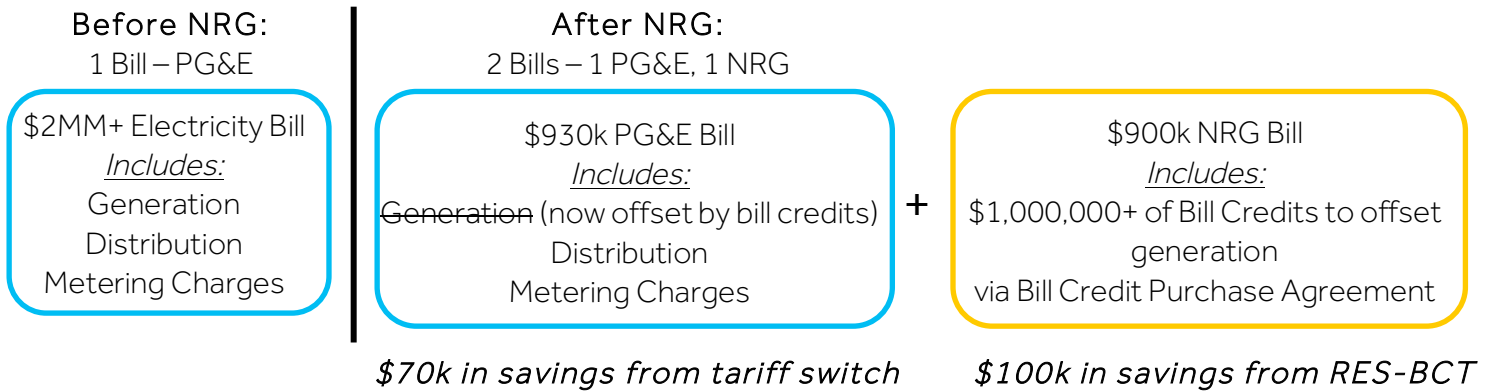 Before NRG:
1 Bill – PG&E
$2MM+ Electricity Bill
Includes:
Generation
Distribution
Metering Charges
After NRG:
2 Bills – 1 PG&E, 1 NRG
$930k PG&E Bill
Includes:
Generation (now offset by bill credits)
Distribution
Metering Charges
+
$900k NRG Bill
Includes:
$1,000,000+ of Bill Credits to offset
generation
via Bill Credit Purchase Agreement
$70k in savings from tariff switch
$100k in savings from RES-BCT